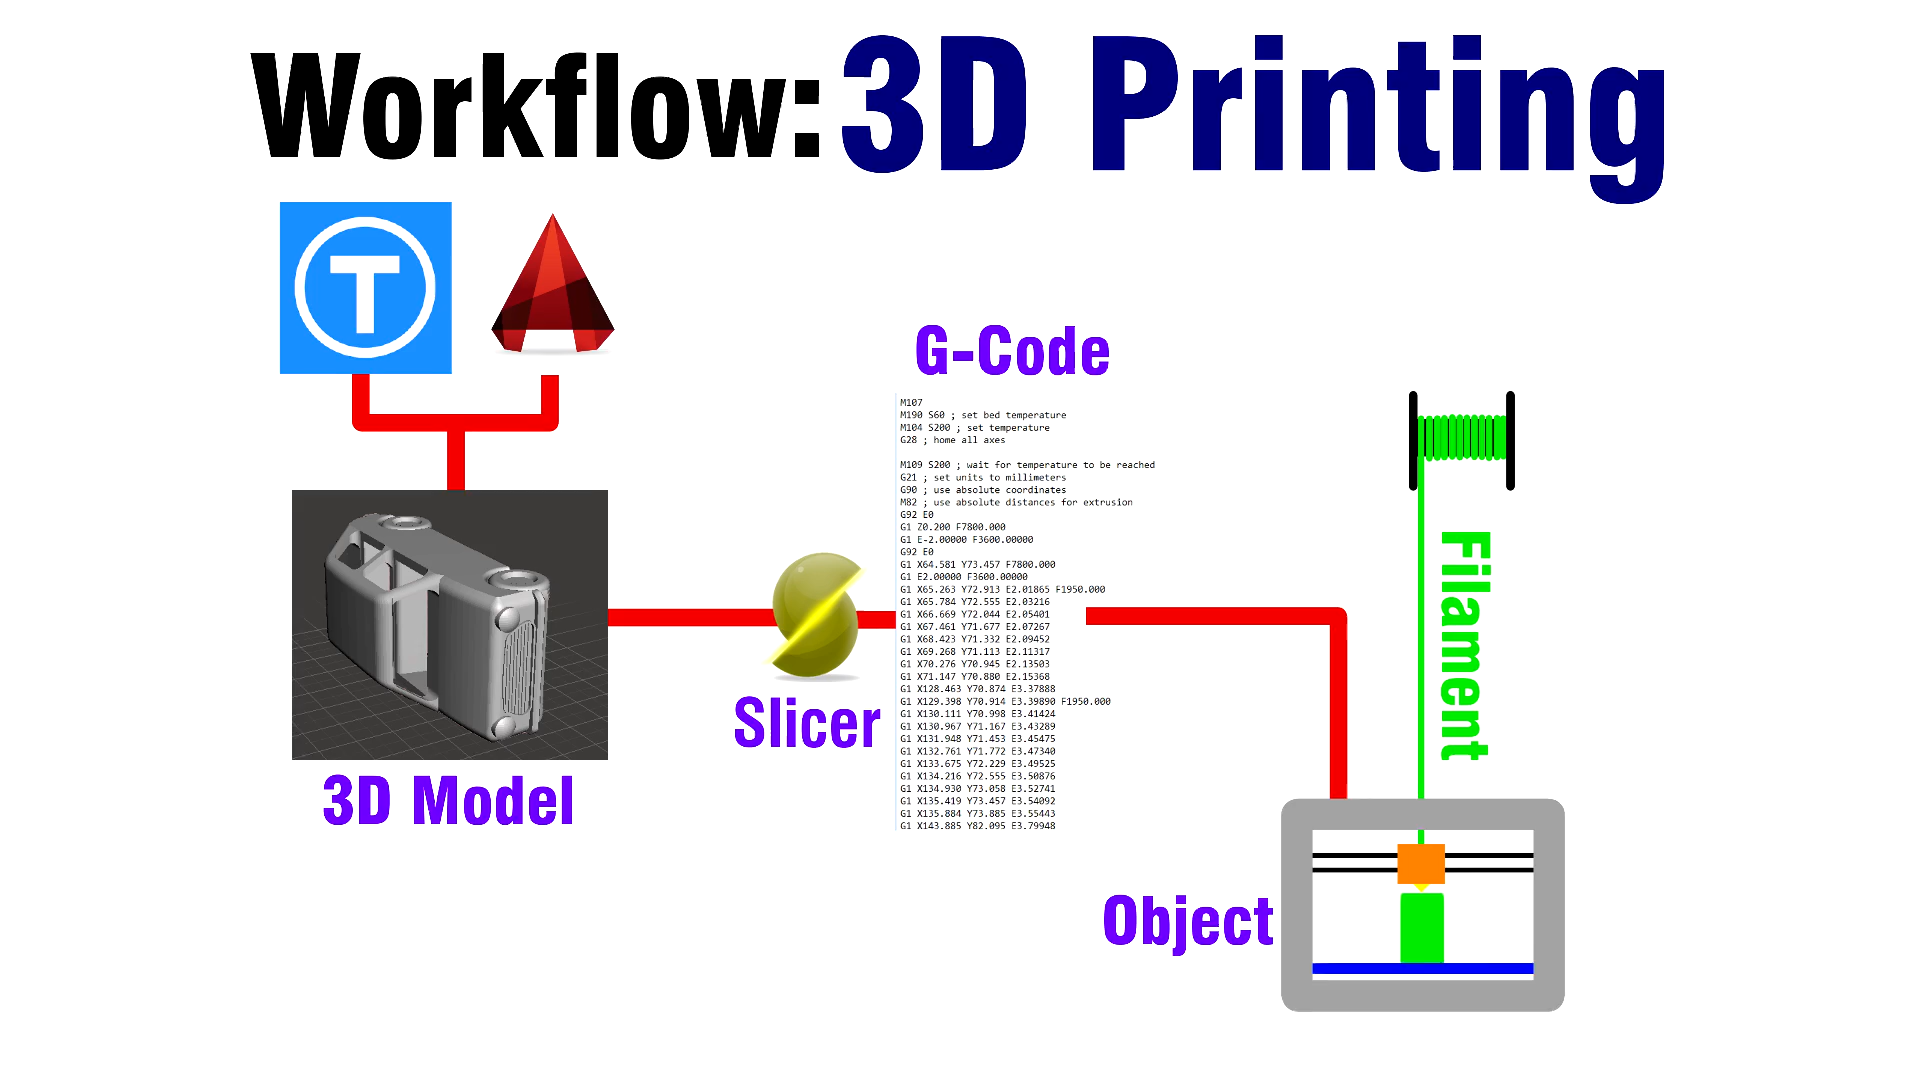 Workflow: 3D Printing
T
G-Code
M107
M190 S60 ; set bed temperature
M104 S200 ; set temperature
G28 ; home all axes
M109 S200 ; wait for temperature to be reached
G21 ; set units to millimeters
G90 ; use absolute coordinates
M82 ; use absolute distances for extrusion
G92 E0
G1 Z0.200 F7800.000
G1 E-2.00000 F3600.00000
G92 E0
G1 X64.581 Y73.457 F7800.000
G1 E2.00000 F3600.00000
G1 X65.263 Y72.913 E2.01865 F1950.000
G1 X65.784 Y72.555 E2.03216
G1 X66.669 Y72.044 E2.05401
G1 X67.461 Y71.677 E2.07267
G1 X68.423 Y71.332 E2.09452
G1 X69.268 Y71.113 E2.11317
G1 X70.276 Y70.945 E2.13503
G1 X71.147 Y70.880 E2.15368
G1 X128.463 Y70.874 E3.37888
G1 X129.398 Y70.914 E3.39890 F1950.000
G1 X130.111 Y70.998 E3.41424
G1 X130.967 Y71.167 E3.43289
G1 X131.948 Y71.453 E3.45475
G1 X132.761 Y71.772 E3.47340
G1 X133.675 Y72.229 E3.49525
G1 X134.216 Y72.555 E3.50876
G1 X134.930 Y73.058 E3.52741
G1 X135.419 Y73.457 E3.54092
G1 X135.884 Y73.885 E3.55443
G1 X143.885 Y82.095 E3.79948
Filament
Slicer
3D Model
Object